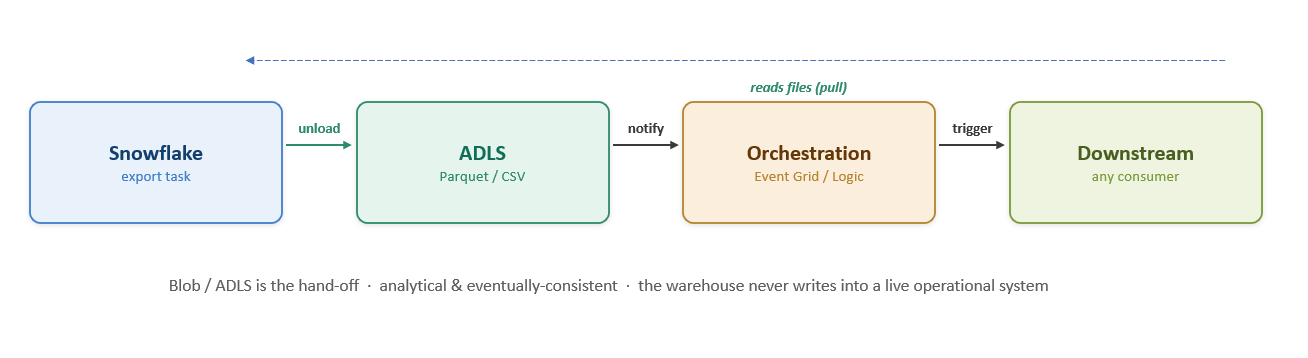 reads files (pull)
unload
notify
trigger
Snowflake
export task
ADLS
Parquet / CSV
Orchestration
Event Grid / Logic
Downstream
any consumer
Blob / ADLS is the hand-off · analytical & eventually-consistent · the warehouse never writes into a live operational system